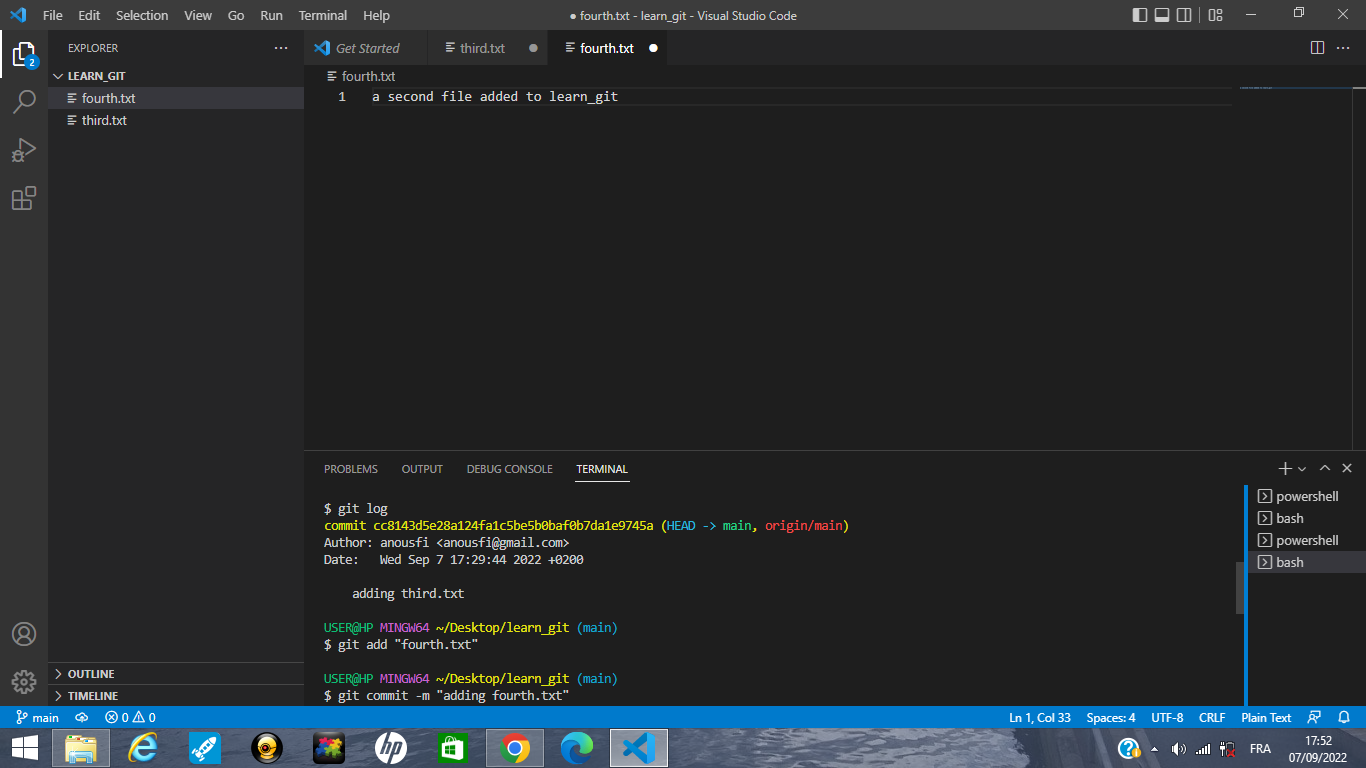 File Edit Selection View Go Run Terminal Help
● fourth.txt - learn_git - Visual Studio Code
EXPLORER
Get Started
third.txt
fourth.txt
2
LEARN_GIT
fourth.txt
third.txt
fourth.txt
1 a second file added to learn_git
PROBLEMS OUTPUT DEBUG CONSOLE TERMINAL
$ git log
commit cc8143d5e28a124fa1c5be5b0baf0b7da1e9745a (HEAD -> main, origin/main)
Author: anousfi <anousfi@gmail.com>
Date: Wed Sep 7 17:29:44 2022 +0200
adding third.txt
USER@HP MINGW64 ~/Desktop/learn_git (main)
$ git add "fourth.txt"
USER@HP MINGW64 ~/Desktop/learn_git (main)
$ git commit -m "adding fourth.txt"
powershell
bash
powershell
bash
OUTLINE
TIMELINE
main 0 0 Ln 1, Col 33 Spaces: 4 UTF-8 CRLF Plain Text
hp
FRA
17:52
07/09/2022